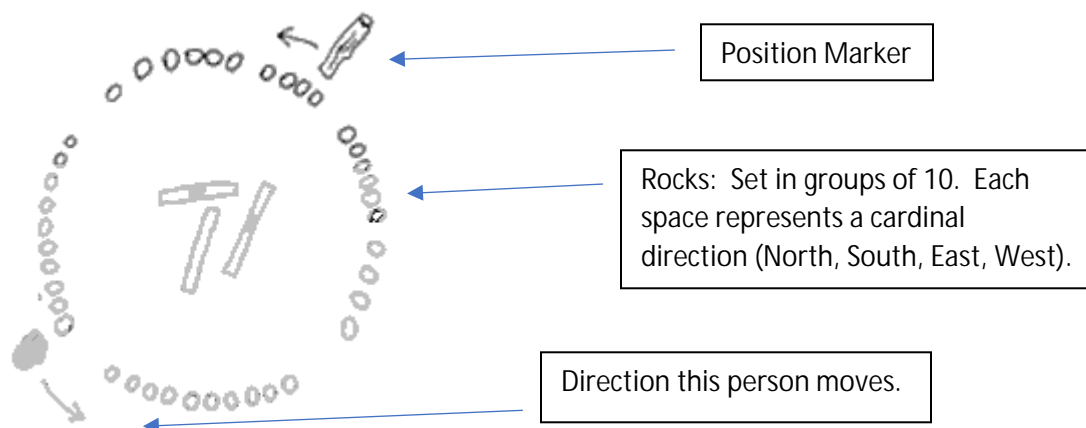 Position Marker
Rocks: Set in groups of 10. Each
space represents a cardinal
direction (North, South, East, West).
Direction this person moves.